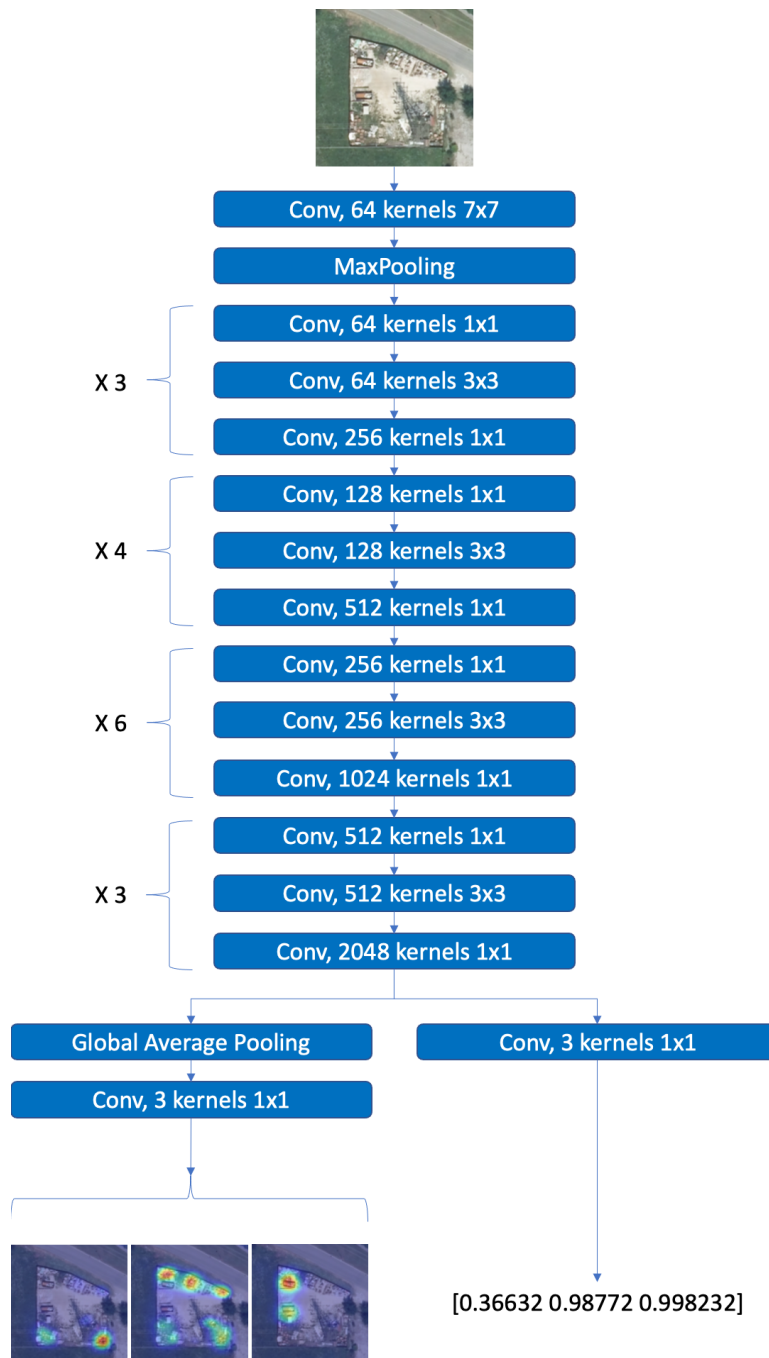 Conv, 64 kernels 7x7
MaxPooling
Conv, 64 kernels 1x1
Conv, 64 kernels 3x3
Conv, 256 kernels 1x1
X 3
Conv, 128 kernels 1x1
Conv, 128 kernels 3x3
Conv, 512 kernels 1x1
X 4
Conv, 256 kernels 1x1
Conv, 256 kernels 3x3
Conv, 1024 kernels 1x1
X 6
Conv, 512 kernels 1x1
Conv, 512 kernels 3x3
Conv, 2048 kernels 1x1
X 3
Global Average Pooling
Conv, 3 kernels 1x1
Conv, 3 kernels 1x1
[0.36632 0.98772 0.998232]